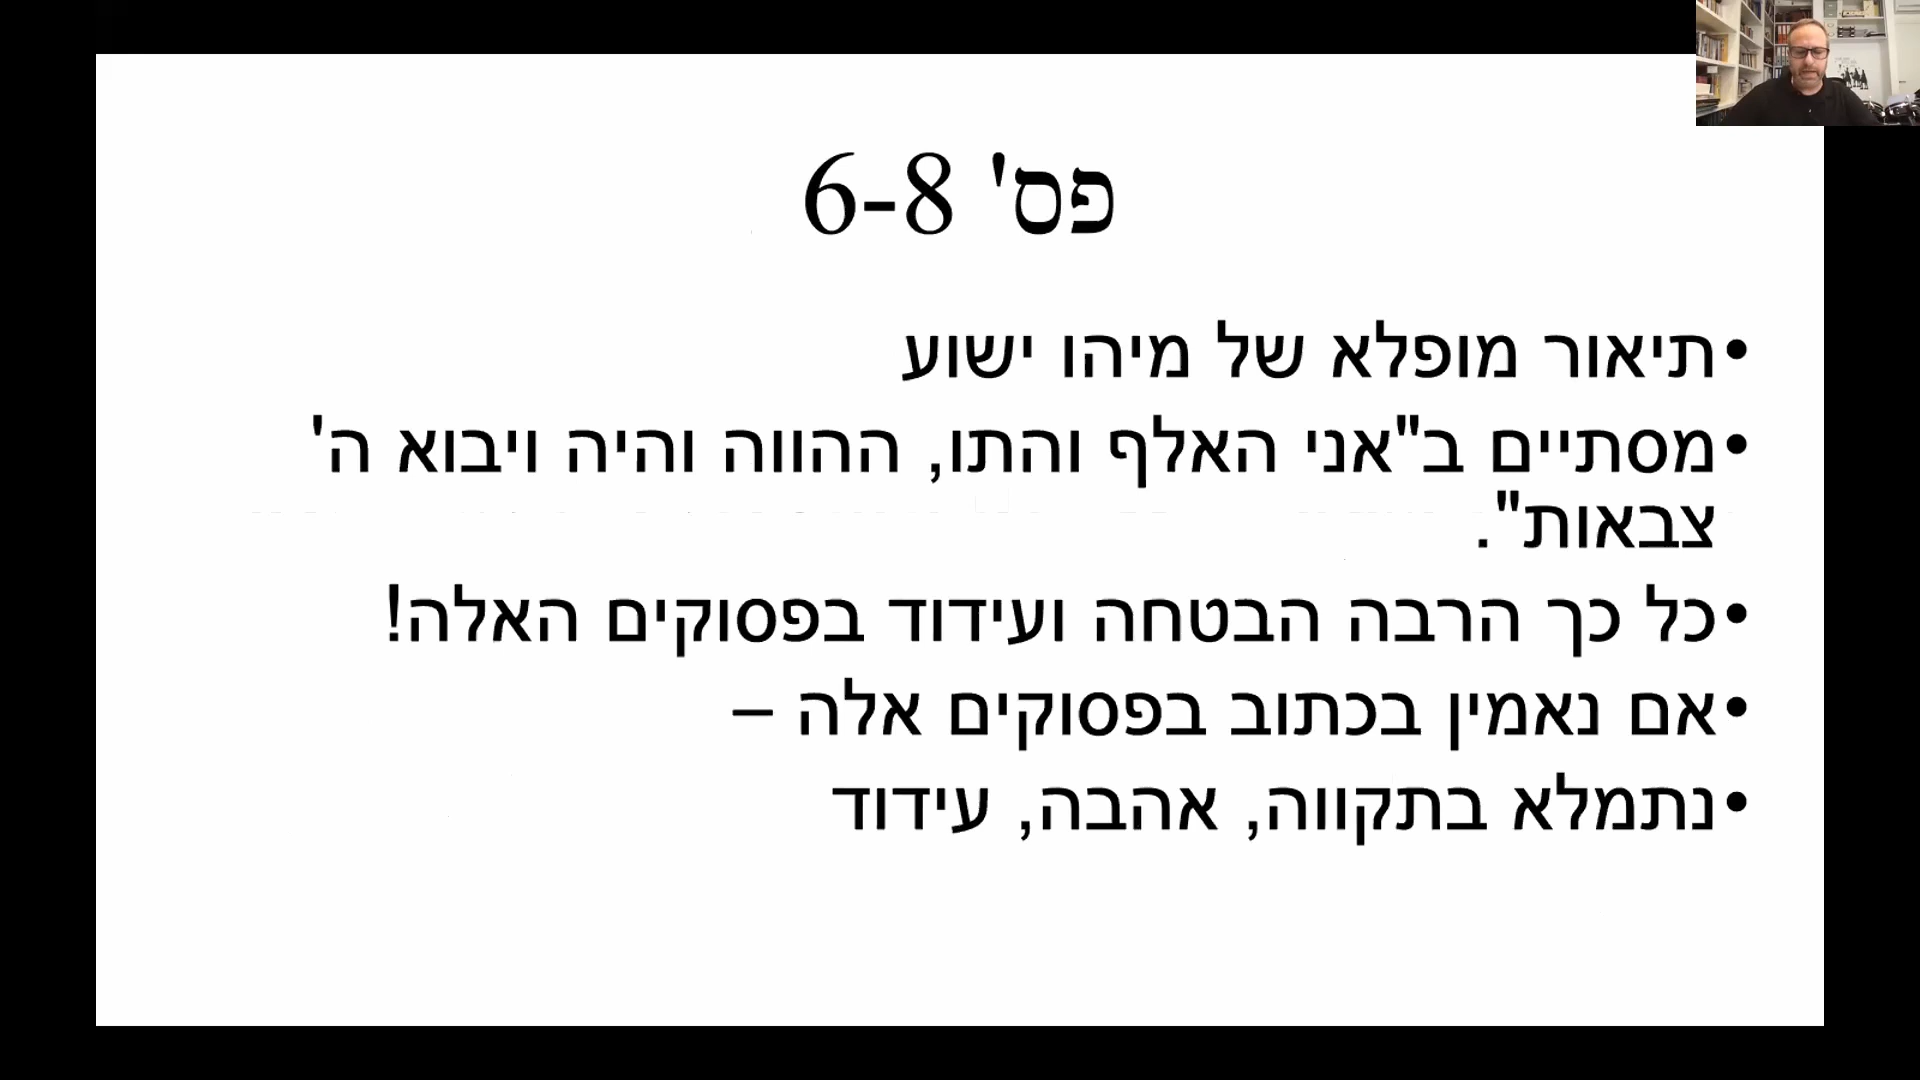 פס' 6-8
•תיאור מופלא של מיהו ישוע
•מסתיים ב"אני האלף והתו, ההווה והיה ויבוא ה'
צבאות".
•כל כך הרבה הבטחה ועידוד בפסוקים האלה!
•אם נאמין בכתוב בפסוקים אלה –
•נתמלא בתקווה, אהבה, עידוד